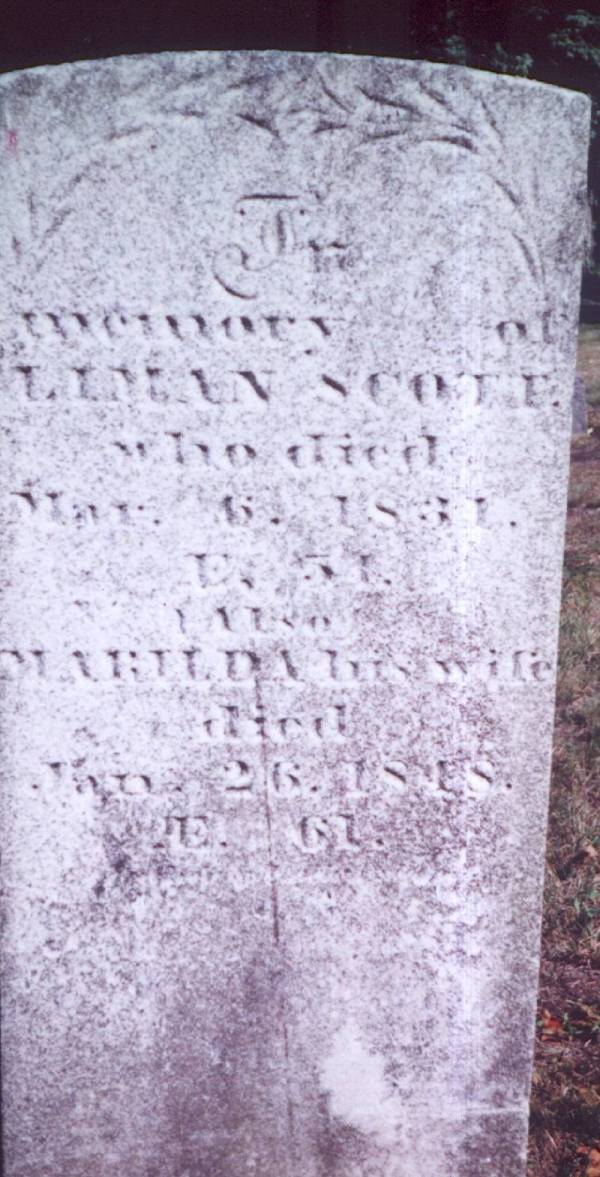 In
memory of
LIMAN SCOTT.
who died
Mar. 6. 1831.
Æ. 51.
Also
MARILDA his wife
died
Jan. 26. 1848.
Æ. 61.